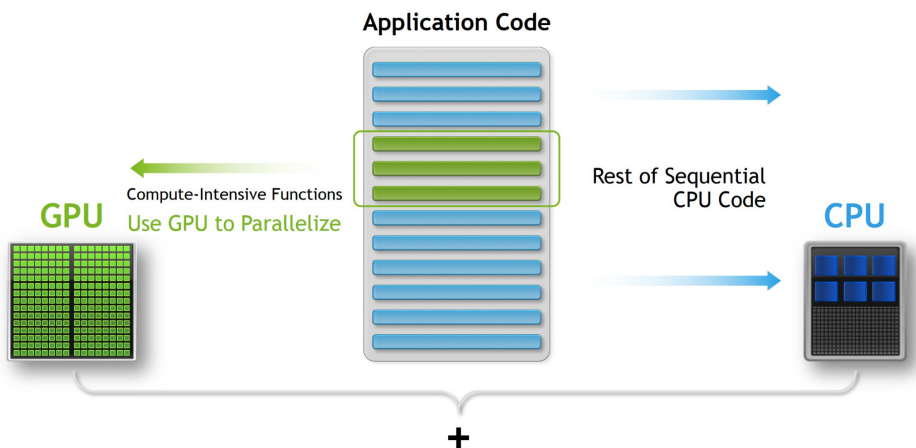 Application Code
Compute-Intensive Functions
Use GPU to Parallelize
GPU
Rest of Sequential
CPU Code
CPU
+